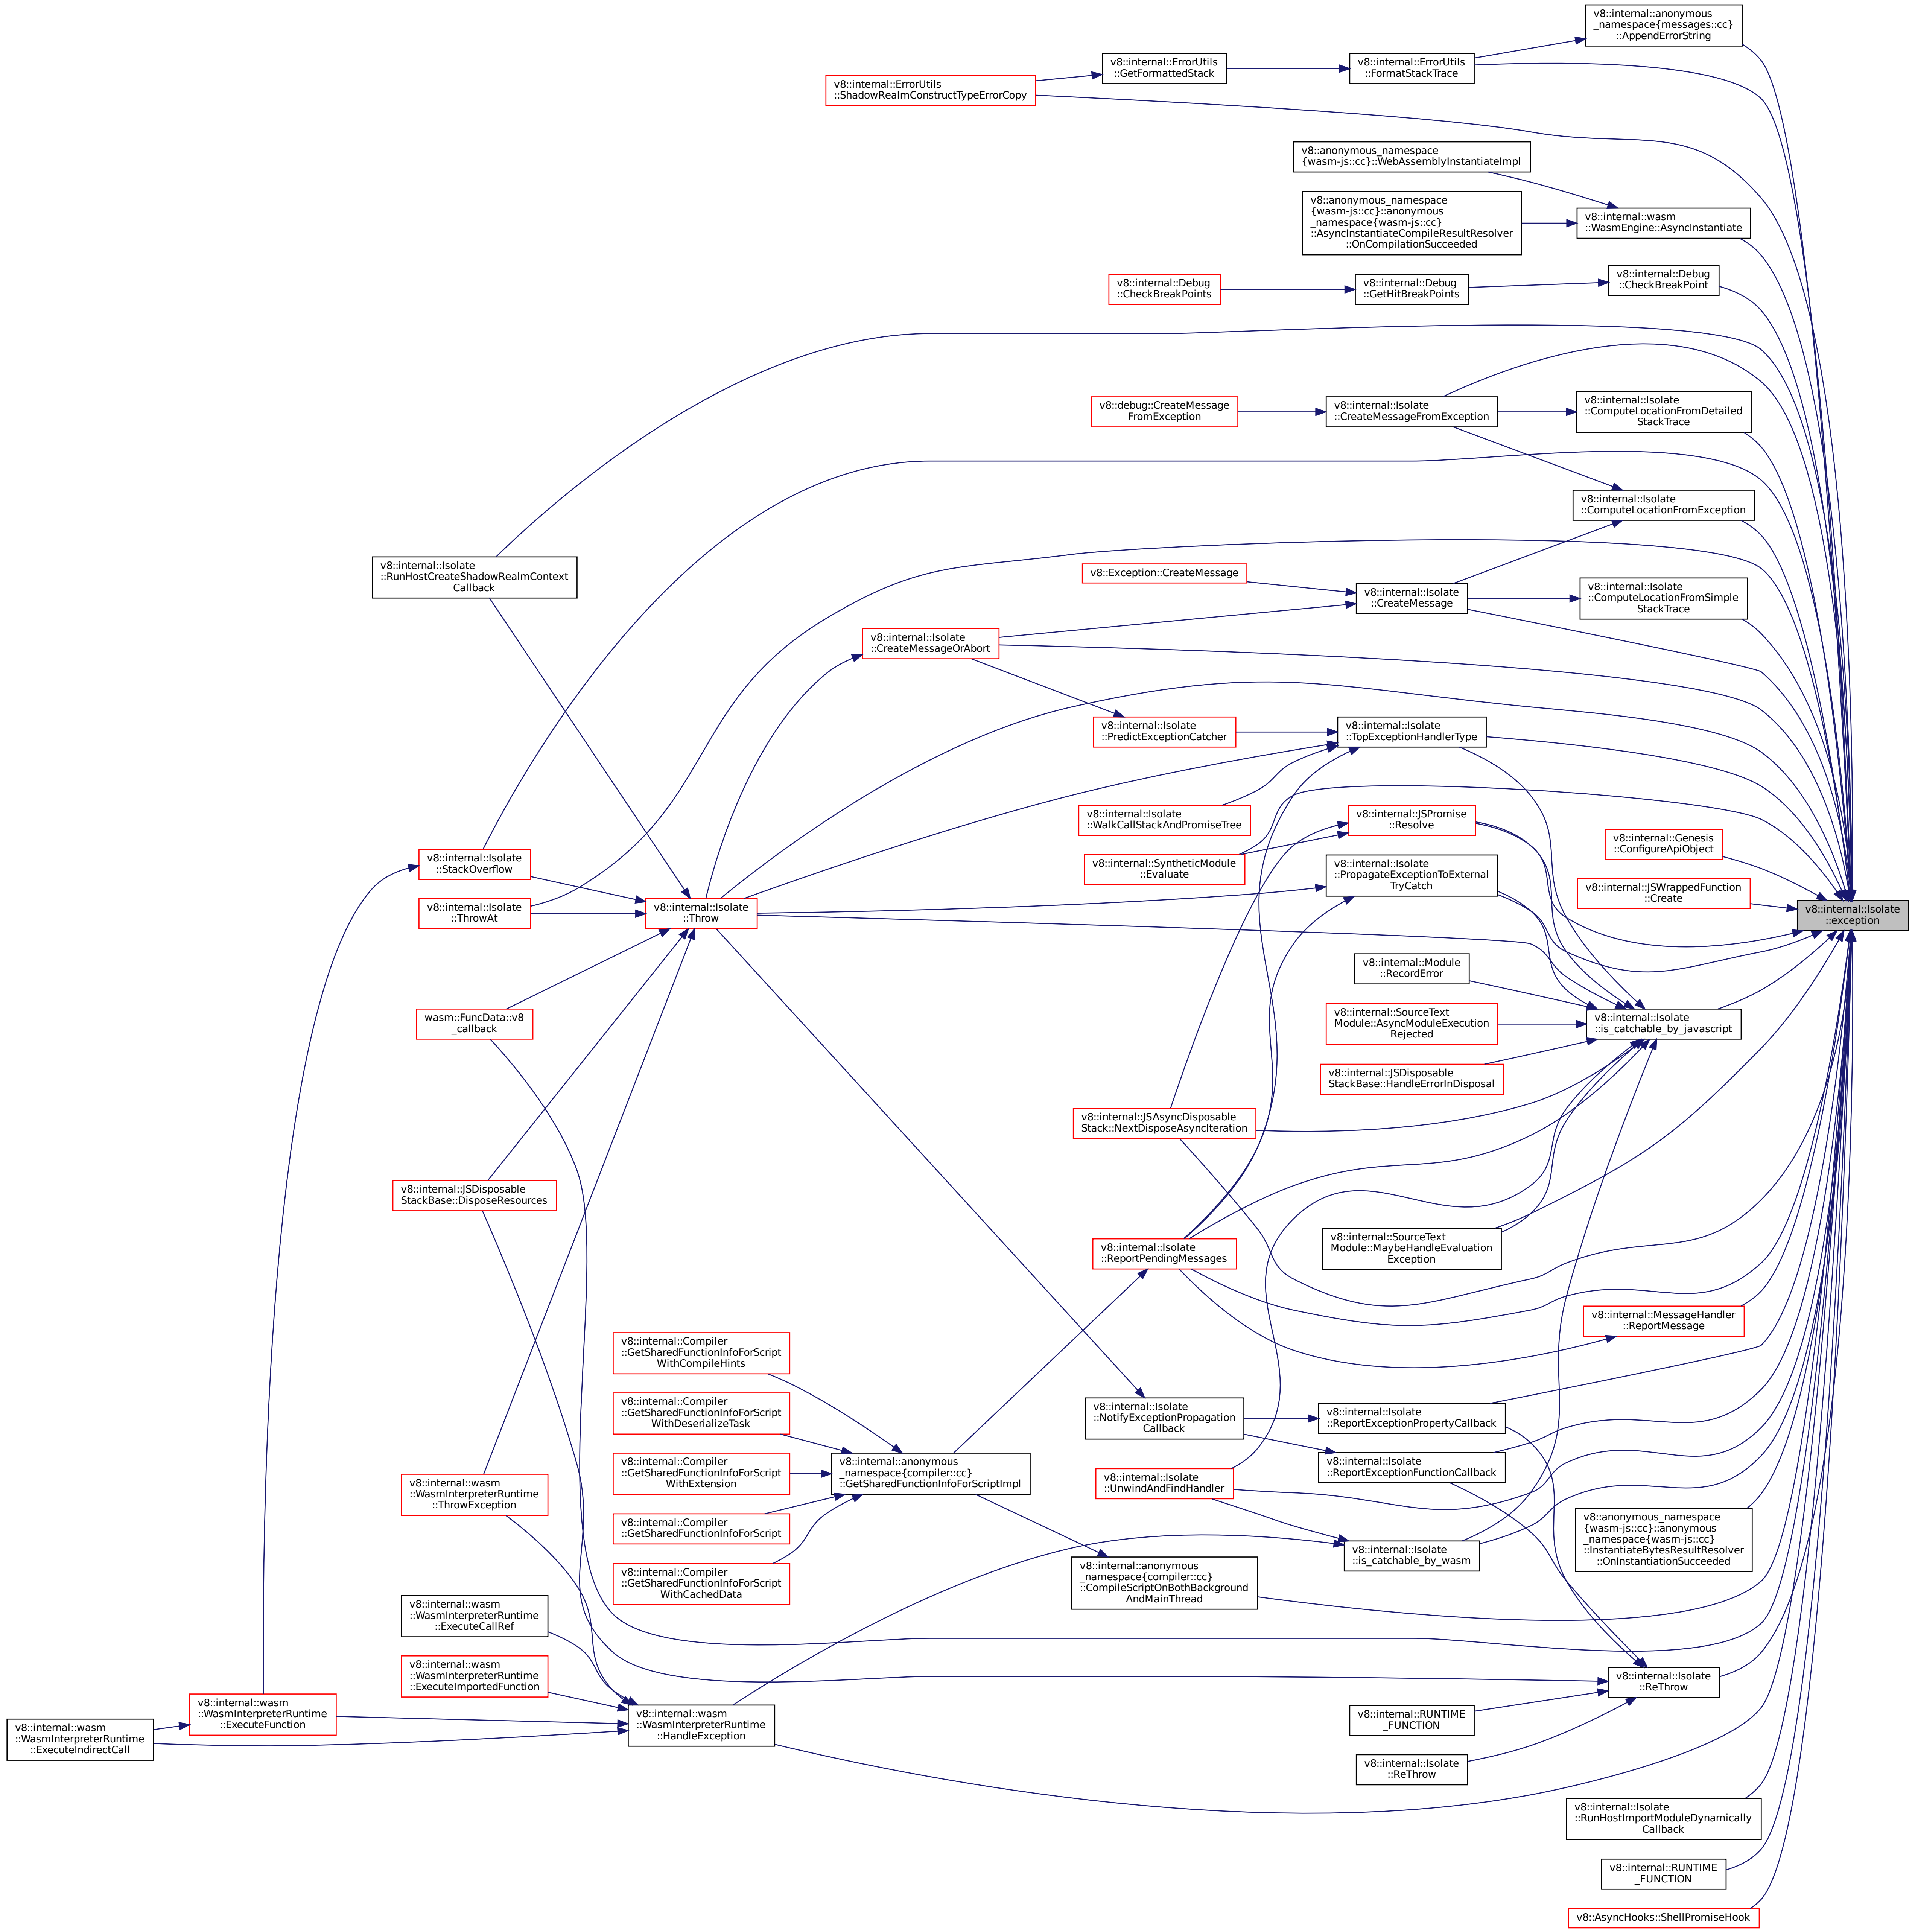 v8::internal::anonymous
_namespace{messages::cc}
::AppendErrorString
v8::internal::ErrorUtils
::GetFormattedStack
v8::internal::ErrorUtils
::FormatStackTrace
v8::internal::ErrorUtils
::ShadowRealmConstructTypeErrorCopy
v8::anonymous_namespace
{wasm-js::cc}::WebAssemblyInstantiateImpl
v8::anonymous_namespace
{wasm-js::cc}::anonymous
_namespace{wasm-js::cc}
::AsyncInstantiateCompileResultResolver
::OnCompilationSucceeded
v8::internal::wasm
::WasmEngine::AsyncInstantiate
v8::internal::Debug
::CheckBreakPoints
v8::internal::Debug
::GetHitBreakPoints
v8::internal::Debug
::CheckBreakPoint
v8::debug::CreateMessage
FromException
v8::internal::Isolate
::CreateMessageFromException
v8::internal::Isolate
::ComputeLocationFromDetailed
StackTrace
v8::internal::Isolate
::ComputeLocationFromException
v8::internal::Isolate
::RunHostCreateShadowRealmContext
Callback
v8::Exception::CreateMessage
v8::internal::Isolate
::CreateMessage
v8::internal::Isolate
::ComputeLocationFromSimple
StackTrace
v8::internal::Isolate
::CreateMessageOrAbort
v8::internal::Isolate
::PredictExceptionCatcher
v8::internal::Isolate
::TopExceptionHandlerType
v8::internal::Isolate
::WalkCallStackAndPromiseTree
v8::internal::JSPromise
::Resolve
v8::internal::Genesis
::ConfigureApiObject
v8::internal::Isolate
::StackOverflow
v8::internal::SyntheticModule
::Evaluate
v8::internal::Isolate
::PropagateExceptionToExternal
TryCatch
v8::internal::JSWrappedFunction
::Create
v8::internal::Isolate
::ThrowAt
v8::internal::Isolate
::Throw
v8::internal::Isolate
::exception
v8::internal::Module
::RecordError
wasm::FuncData::v8
_callback
v8::internal::SourceText
Module::AsyncModuleExecution
Rejected
v8::internal::Isolate
::is_catchable_by_javascript
v8::internal::JSDisposable
StackBase::HandleErrorInDisposal
v8::internal::JSAsyncDisposable
Stack::NextDisposeAsyncIteration
v8::internal::JSDisposable
StackBase::DisposeResources
v8::internal::Isolate
::ReportPendingMessages
v8::internal::SourceText
Module::MaybeHandleEvaluation
Exception
v8::internal::MessageHandler
::ReportMessage
v8::internal::Compiler
::GetSharedFunctionInfoForScript
WithCompileHints
v8::internal::Compiler
::GetSharedFunctionInfoForScript
WithDeserializeTask
v8::internal::Isolate
::NotifyExceptionPropagation
Callback
v8::internal::Isolate
::ReportExceptionPropertyCallback
v8::internal::Compiler
::GetSharedFunctionInfoForScript
WithExtension
v8::internal::anonymous
_namespace{compiler::cc}
::GetSharedFunctionInfoForScriptImpl
v8::internal::Isolate
::ReportExceptionFunctionCallback
v8::internal::wasm
::WasmInterpreterRuntime
::ThrowException
v8::internal::Isolate
::UnwindAndFindHandler
v8::internal::Compiler
::GetSharedFunctionInfoForScript
v8::anonymous_namespace
{wasm-js::cc}::anonymous
_namespace{wasm-js::cc}
::InstantiateBytesResultResolver
::OnInstantiationSucceeded
v8::internal::Isolate
::is_catchable_by_wasm
v8::internal::Compiler
::GetSharedFunctionInfoForScript
WithCachedData
v8::internal::anonymous
_namespace{compiler::cc}
::CompileScriptOnBothBackground
AndMainThread
v8::internal::wasm
::WasmInterpreterRuntime
::ExecuteCallRef
v8::internal::wasm
::WasmInterpreterRuntime
::ExecuteImportedFunction
v8::internal::Isolate
::ReThrow
v8::internal::wasm
::WasmInterpreterRuntime
::ExecuteFunction
v8::internal::wasm
::WasmInterpreterRuntime
::HandleException
v8::internal::RUNTIME
_FUNCTION
v8::internal::wasm
::WasmInterpreterRuntime
::ExecuteIndirectCall
v8::internal::Isolate
::ReThrow
v8::internal::Isolate
::RunHostImportModuleDynamically
Callback
v8::internal::RUNTIME
_FUNCTION
v8::AsyncHooks::ShellPromiseHook